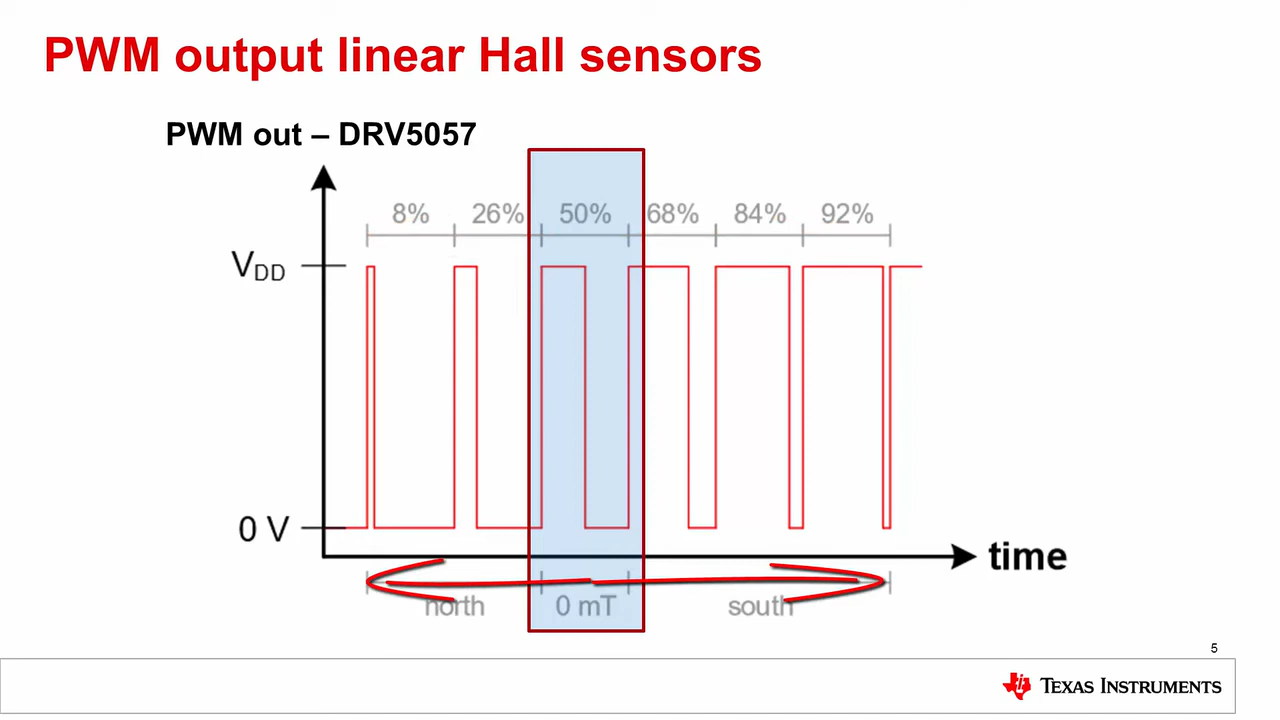 PWM output linear Hall sensors
PWM out – DRV5057
8% 26% 50% 68% 84% 92%
VDD
0 V
time
north 0 mT south
5
TEXAS INSTRUMENTS